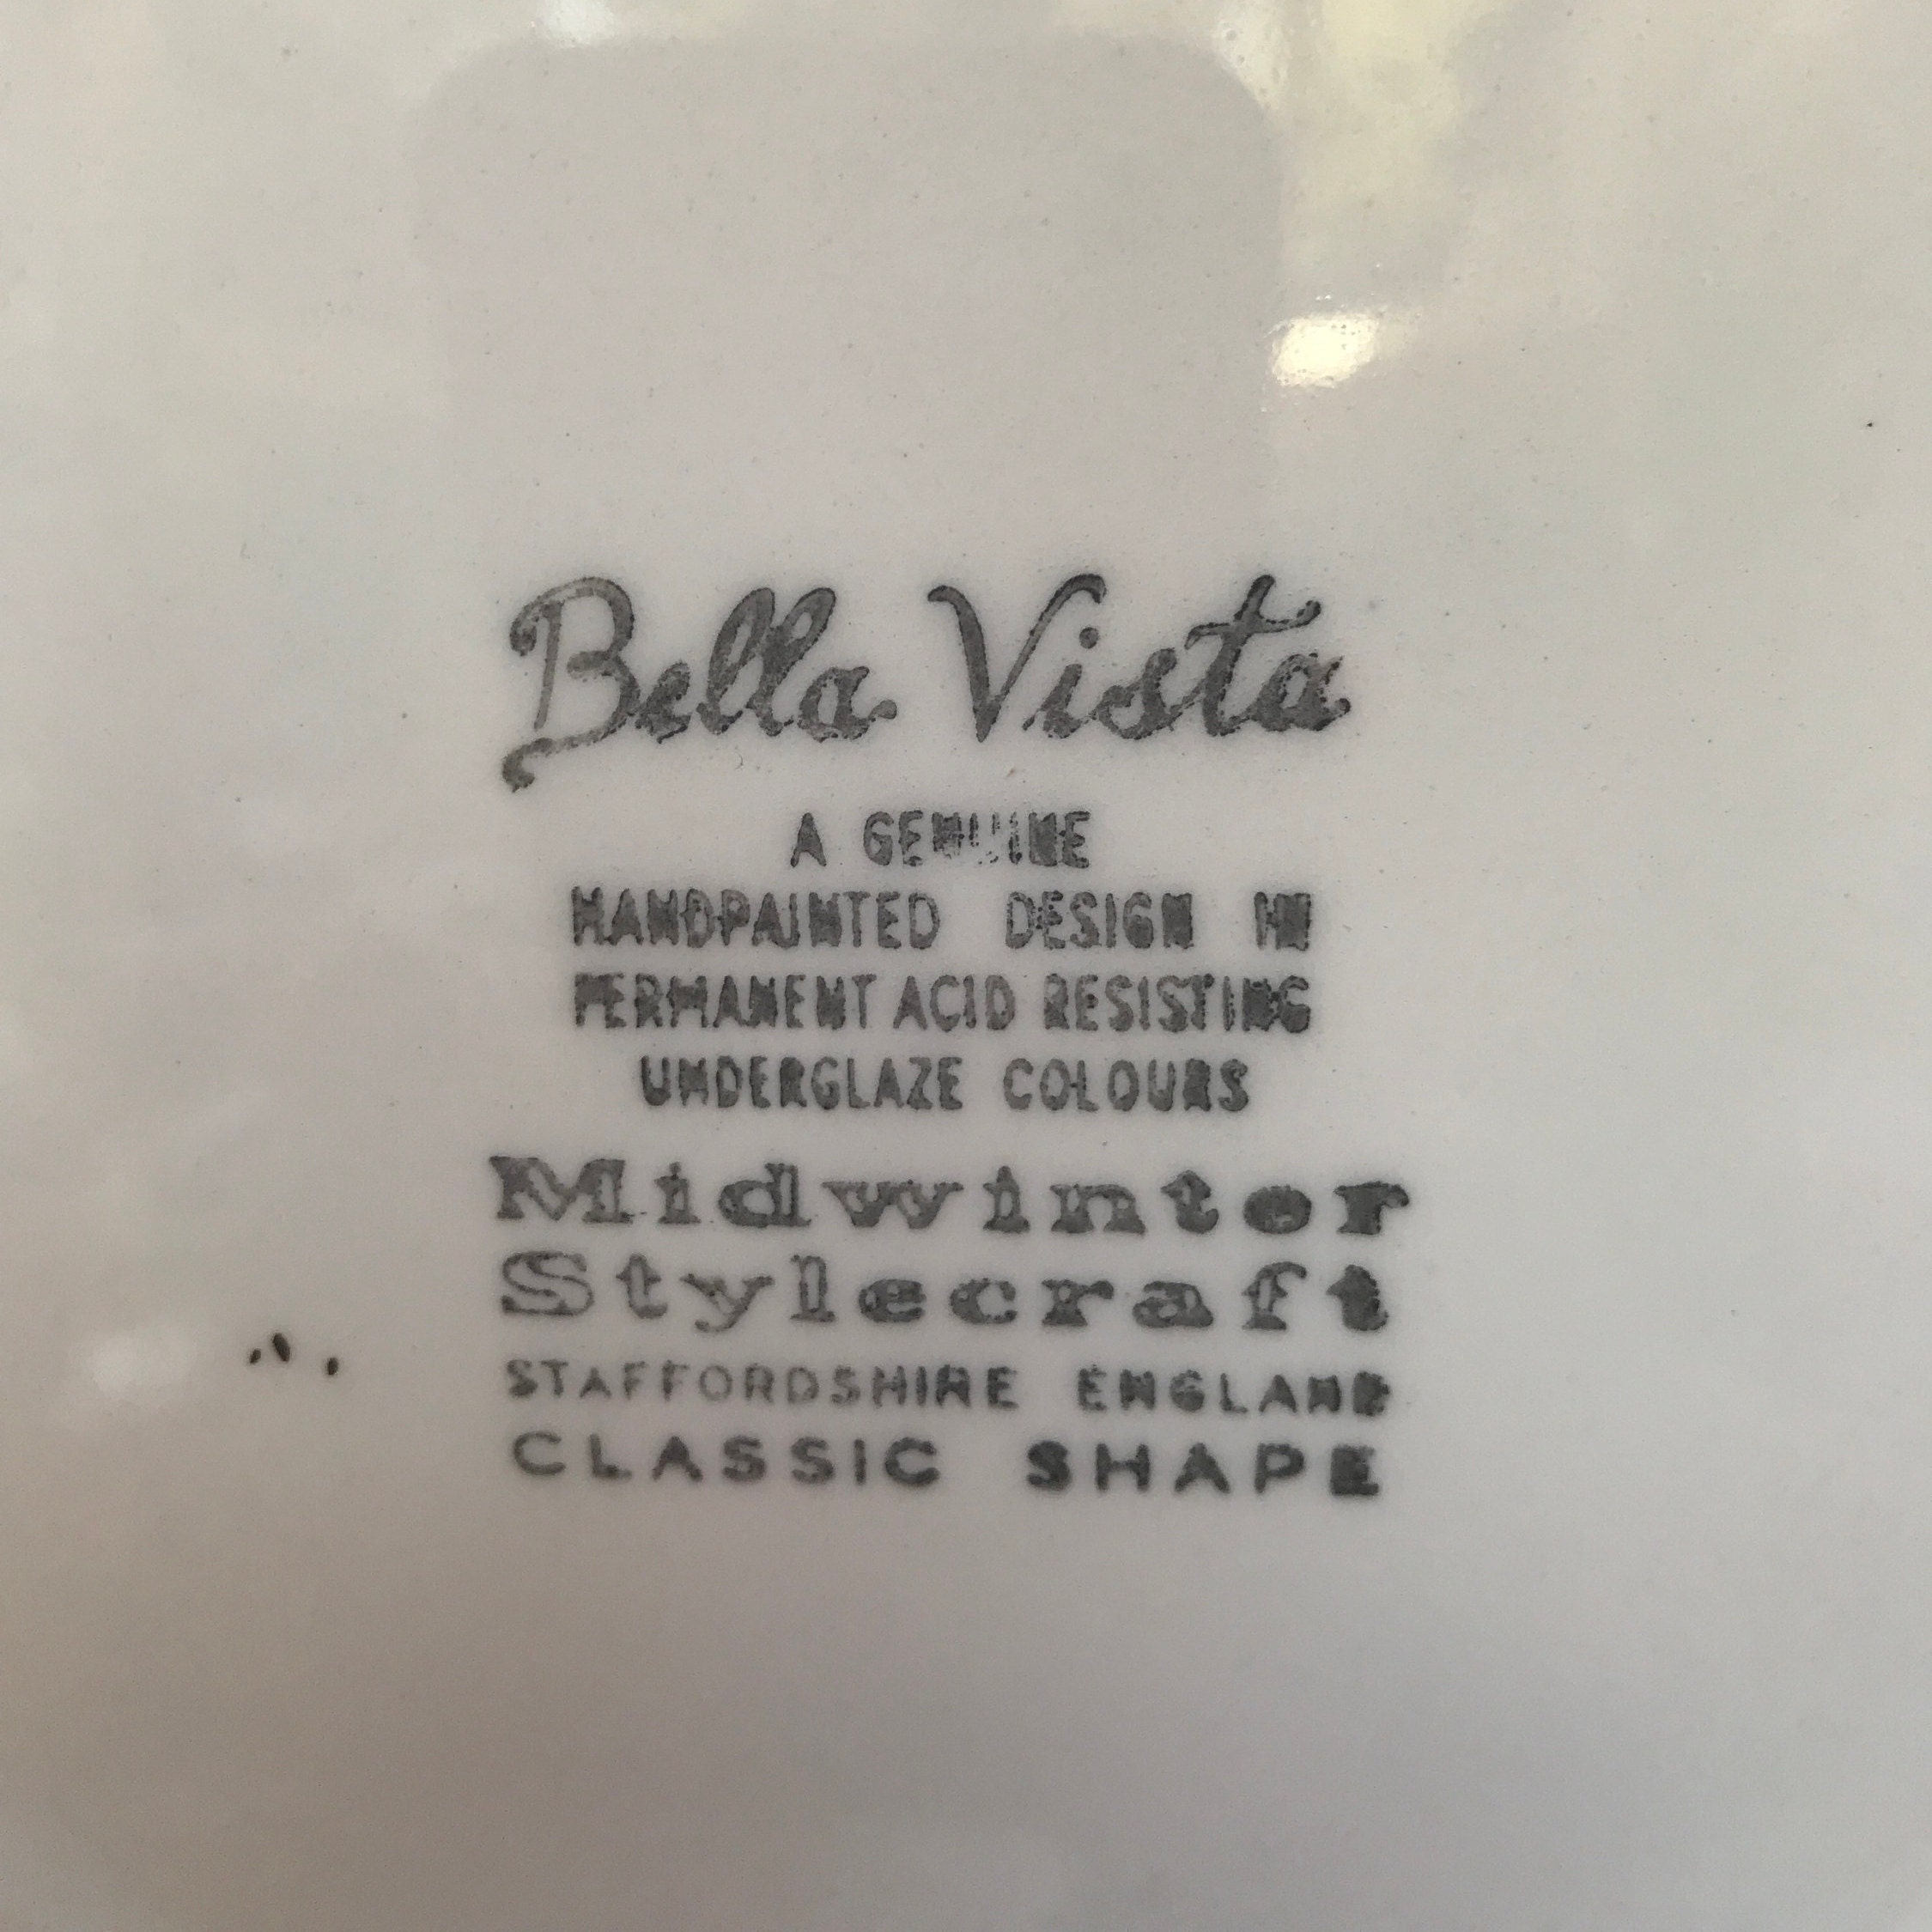 Bella Vista
A GENUINE
HANDPAINTED DESIGN IN
PERMANENT ACID RESISTING
UNDERGLAZE COLOURS
Midwinter
Stylecraft
STAFFORDSHIRE ENGLAND
CLASSIC SHAPE